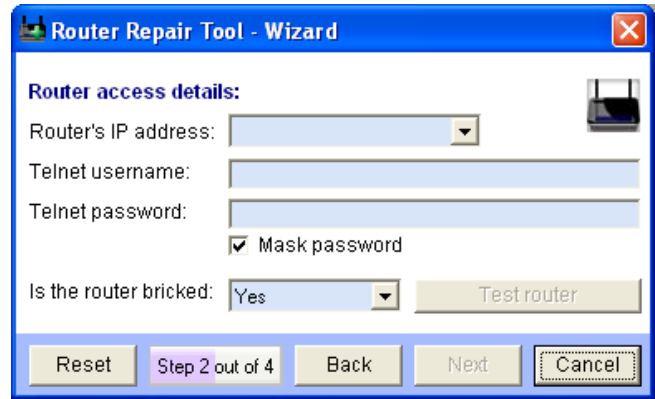 Router Repair Tool - Wizard
Router access details:
Router's IP address:
Telnet username:
Telnet password:
Mask password
Is the router bricked: Yes Test router
Reset Step 2 out of 4 Back Next Cancel